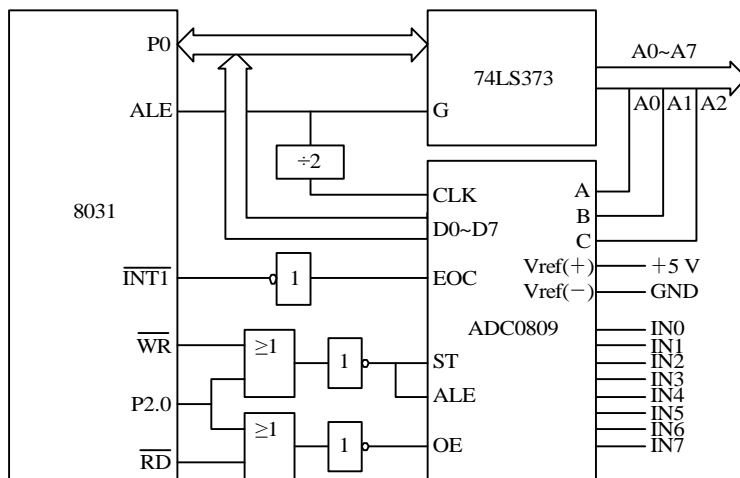 P0
74LS373
A0~A7
ALE
G
A0
A1
A2
÷2
8031
CLK
A
B
D0~D7
C
Vref(+)
+5 V
INT1
1
EOC
Vref(−)
GND
ADC0809
WR
≥1
1
ST
IN0
IN1
IN2
IN3
P2.0
ALE
IN4
IN5
≥1
1
OE
IN6
RD
IN7